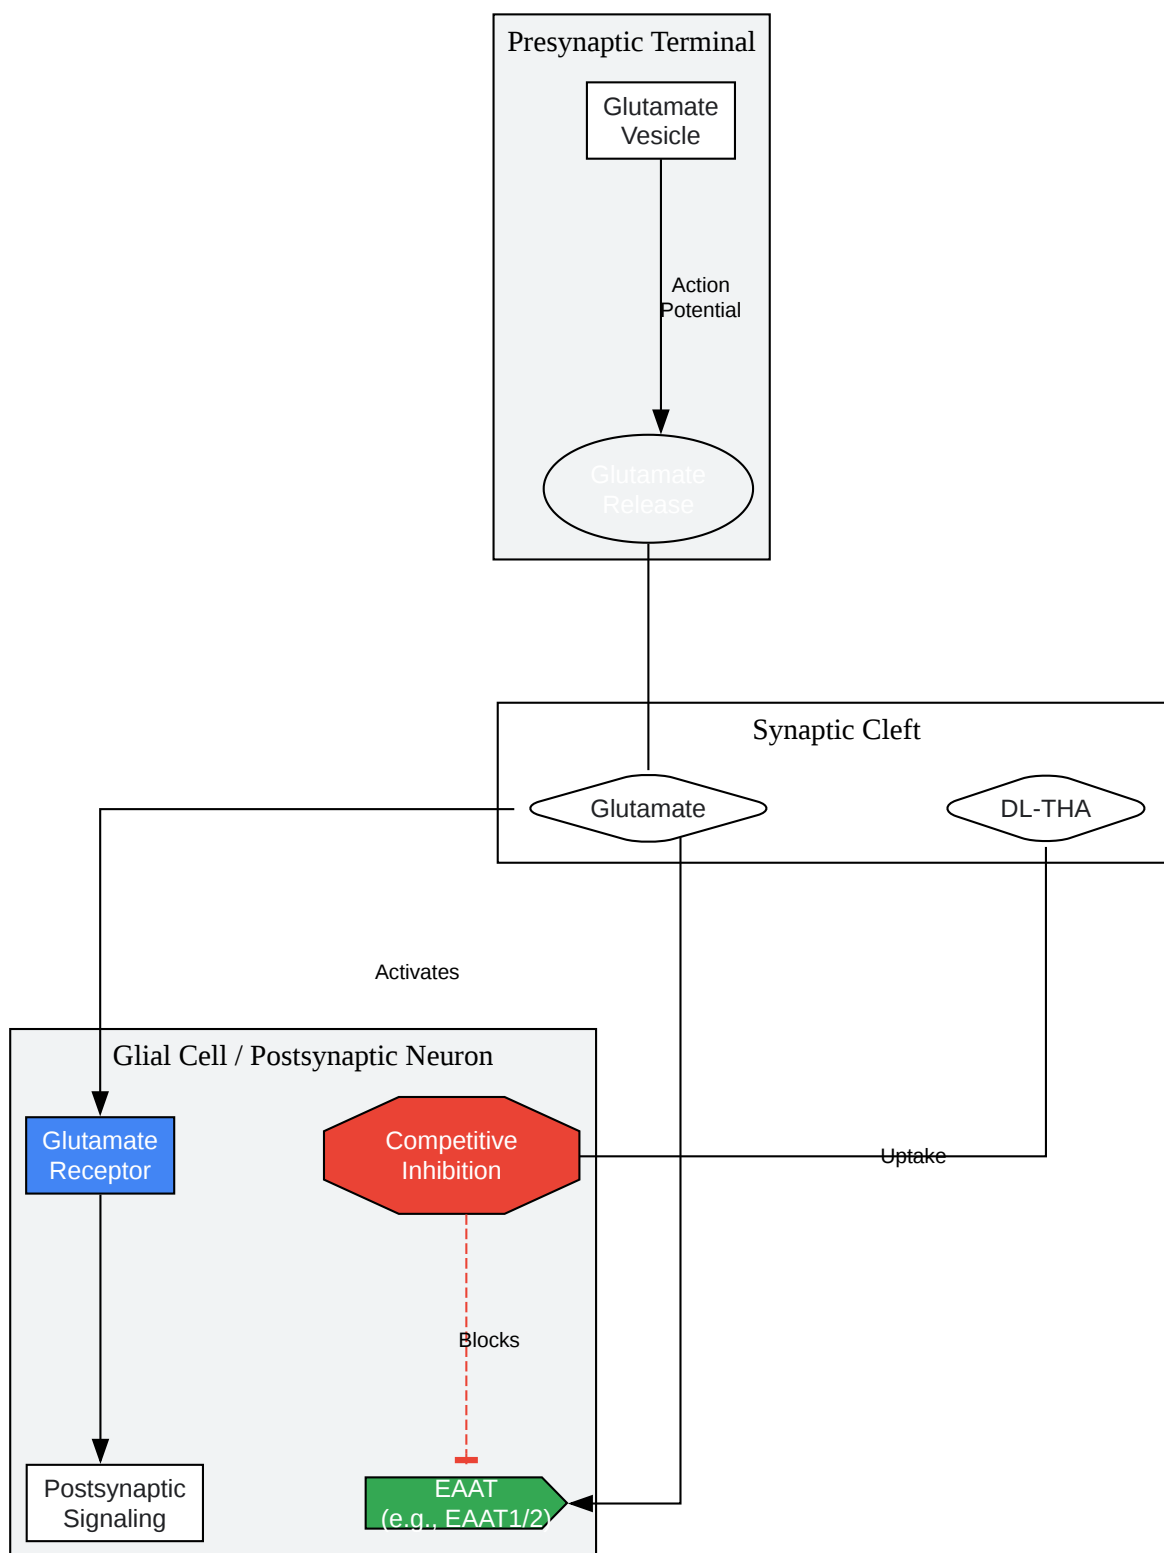 Presynaptic Terminal
Glutamate
Vesicle
Action
Potential
Glutamate
Release
Synaptic Cleft
Glutamate
DL-THA
Activates
Glial Cell / Postsynaptic Neuron
Glutamate
Receptor
Competitive
Inhibition
Uptake
Blocks
Postsynaptic
Signaling
EAAT
(e.g., EAAT1/2)